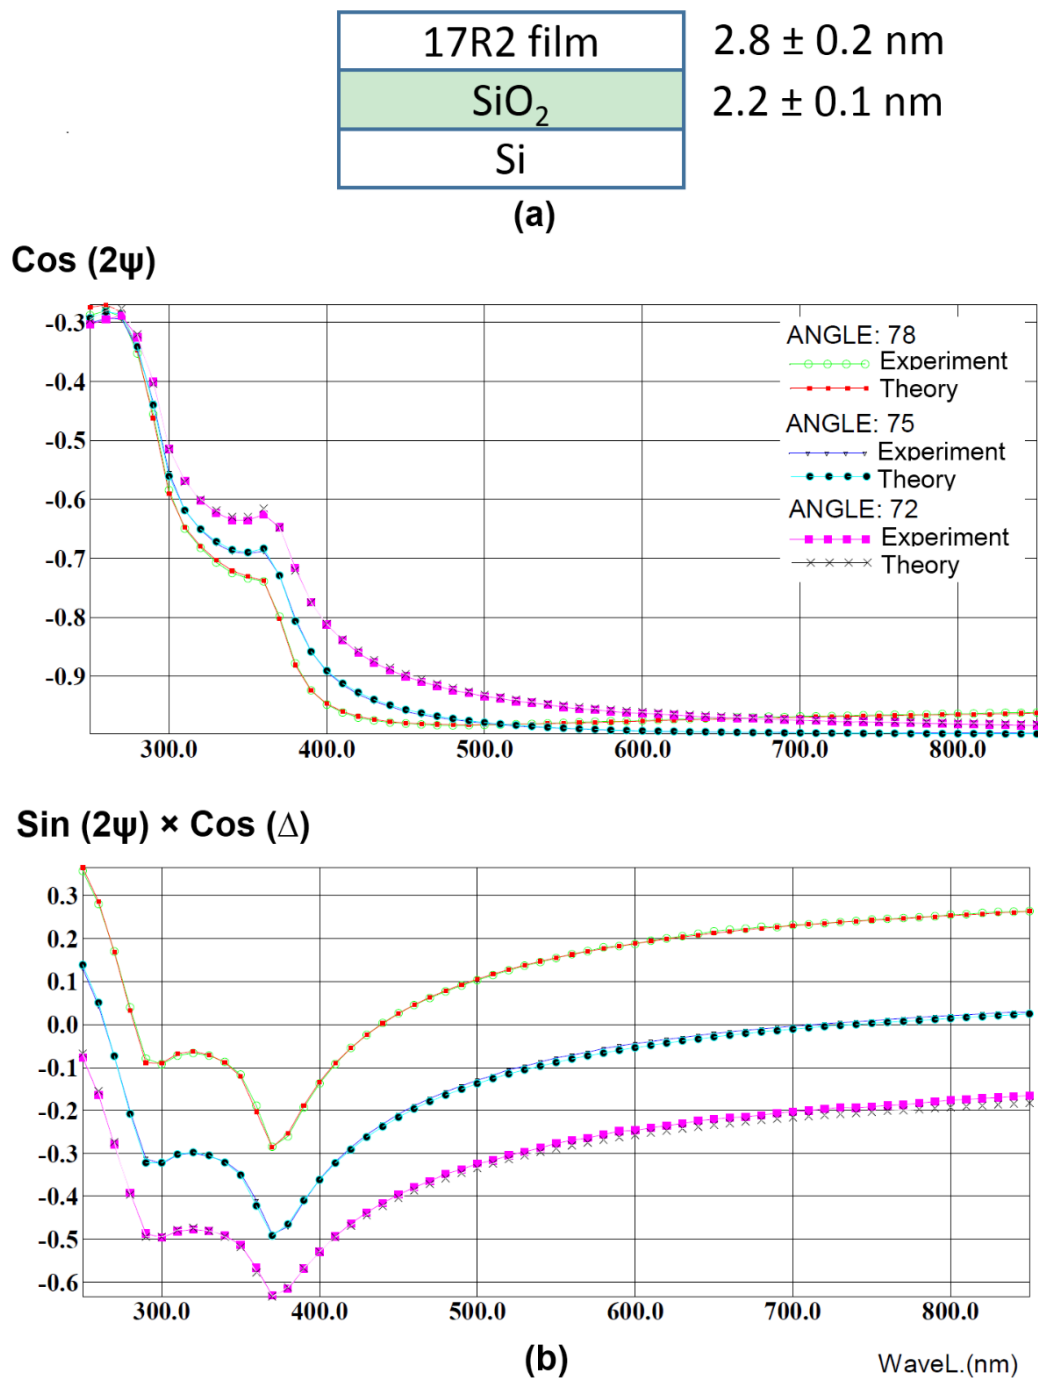 17R2 film 2.8 ± 0.2 nm
SiO₂ 2.2 ± 0.1 nm
Si
(a)
Cos (2ψ)
-0.3
-0.4
-0.5
-0.6
-0.7
-0.8
-0.9
ANGLE: 78
Experiment
Theory
ANGLE: 75
Experiment
Theory
ANGLE: 72
Experiment
Theory
300.0 400.0 500.0 600.0 700.0 800.0
Sin (2ψ) × Cos (Δ)
0.3
0.2
0.1
0.0
-0.1
-0.2
-0.3
-0.4
-0.5
-0.6
300.0 400.0 500.0 600.0 700.0 800.0
(b) WaveL.(nm)